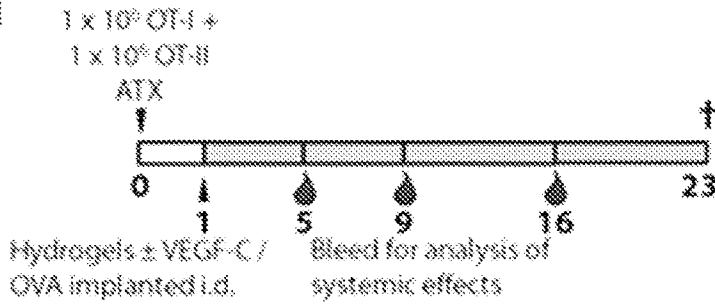 1 x 10⁶ OT-I +
1 x 10⁶ OT-II
ATX
0
1
5
9
16
23
Hydrogels ± VEGF-C /
OVA implanted i.d.
Bleed for analysis of
systemic effects